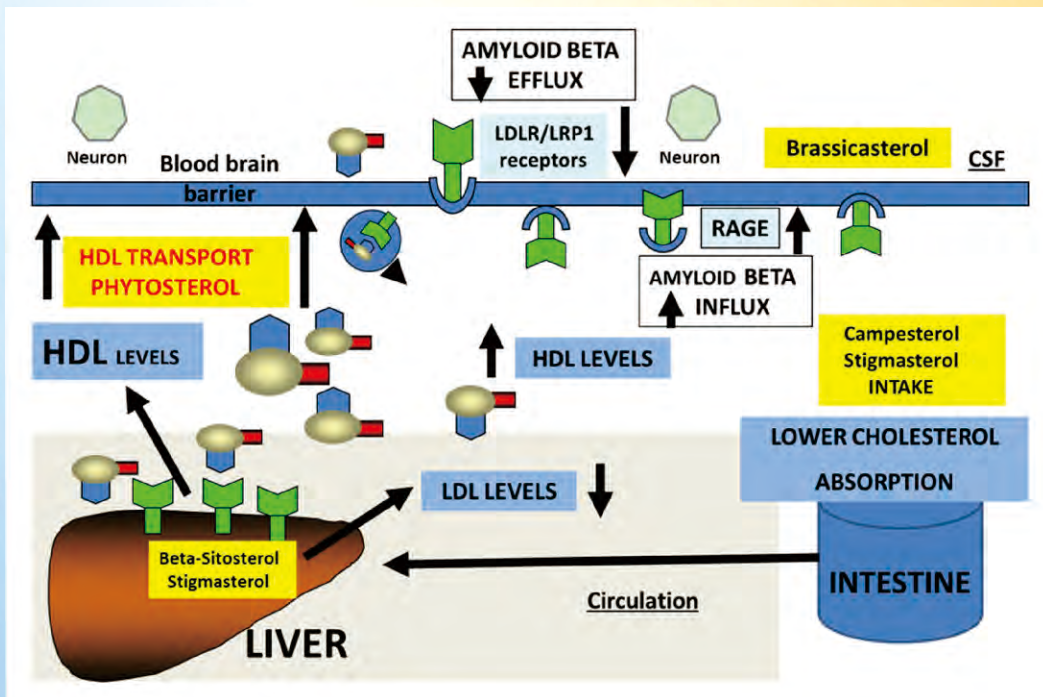 AMYLOID BETA
EFFLUX
Neuron
Blood brain
barrier
LDLR/LRP1
receptors
Neuron
Brassicasterol
CSF
HDL TRANSPORT
PHYTOSTEROL
RAGE
AMYLOID BETA
INFLUX
HDL LEVELS
HDL LEVELS
Campesterol
Stigmasterol
INTAKE
LOWER CHOLESTEROL
ABSORPTION
LDL LEVELS
Beta-Sitosterol
Stigmasterol
LIVER
Circulation
INTESTINE